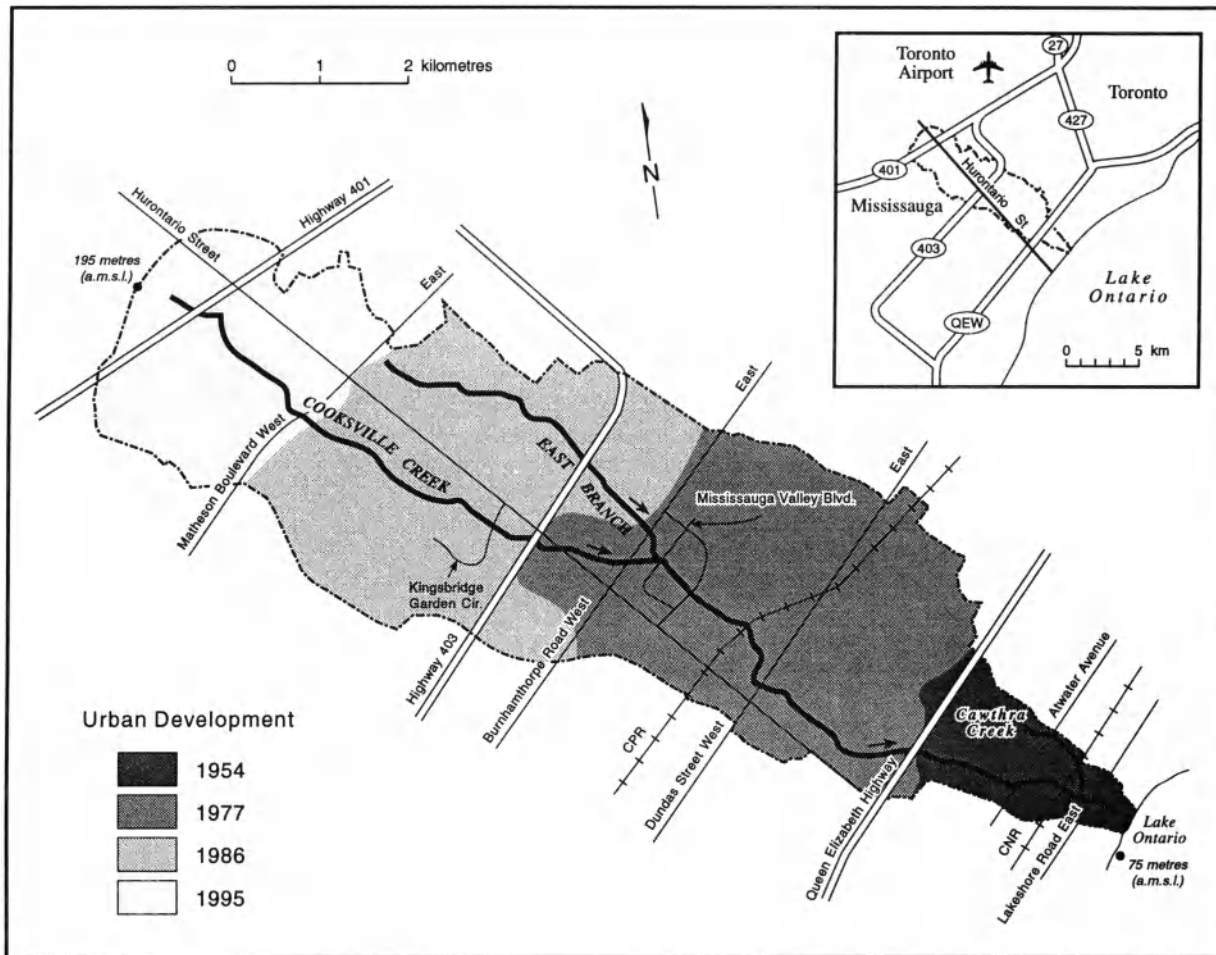 0 1 2 kilometres
N
Hurontario Street
Highway 401
195 metres
(a.m.s.l.)
East
Matheson Boulevard West
COOKSVILLE CREEK
EAST BRANCH
East
East
Mississauga Valley Blvd.
Kingsbridge
Garden Cir.
Highway 403
Burnhamthorpe Road West
CPR
Dundas Street West
Queen Elizabeth Highway
Cawthra
Creek
Atwater Avenue
CNR
Lakeshore Road East
Lake
Ontario
75 metres
(a.m.s.l.)
Urban Development
1954
1977
1986
1995
Toronto
Airport
27
Toronto
427
401
Hurontario St
Mississauga
403
QEW
Lake
Ontario
0 5 km